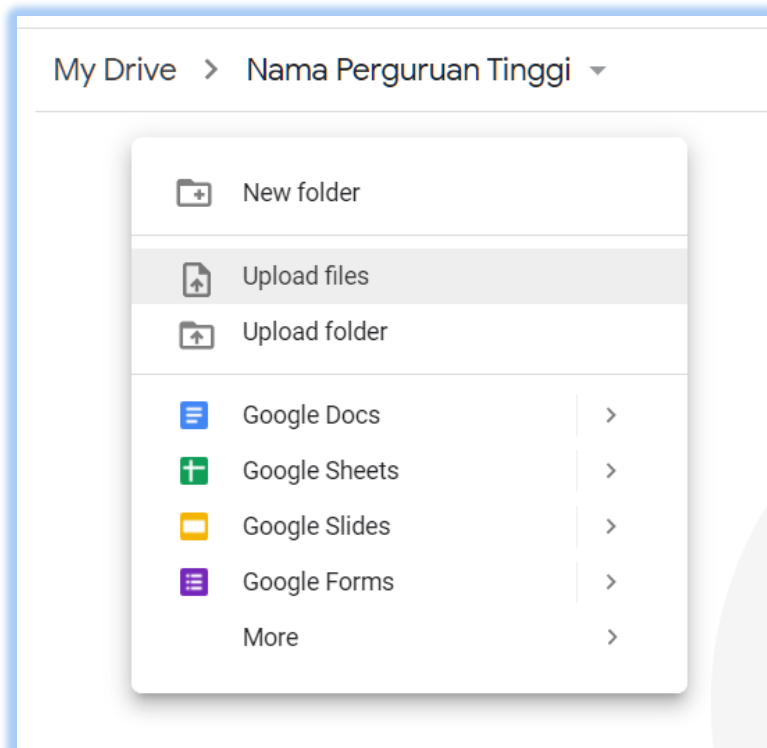 My Drive > Nama Perguruan Tinggi
New folder
Upload files
Upload folder
Google Docs
Google Sheets
Google Slides
Google Forms
More